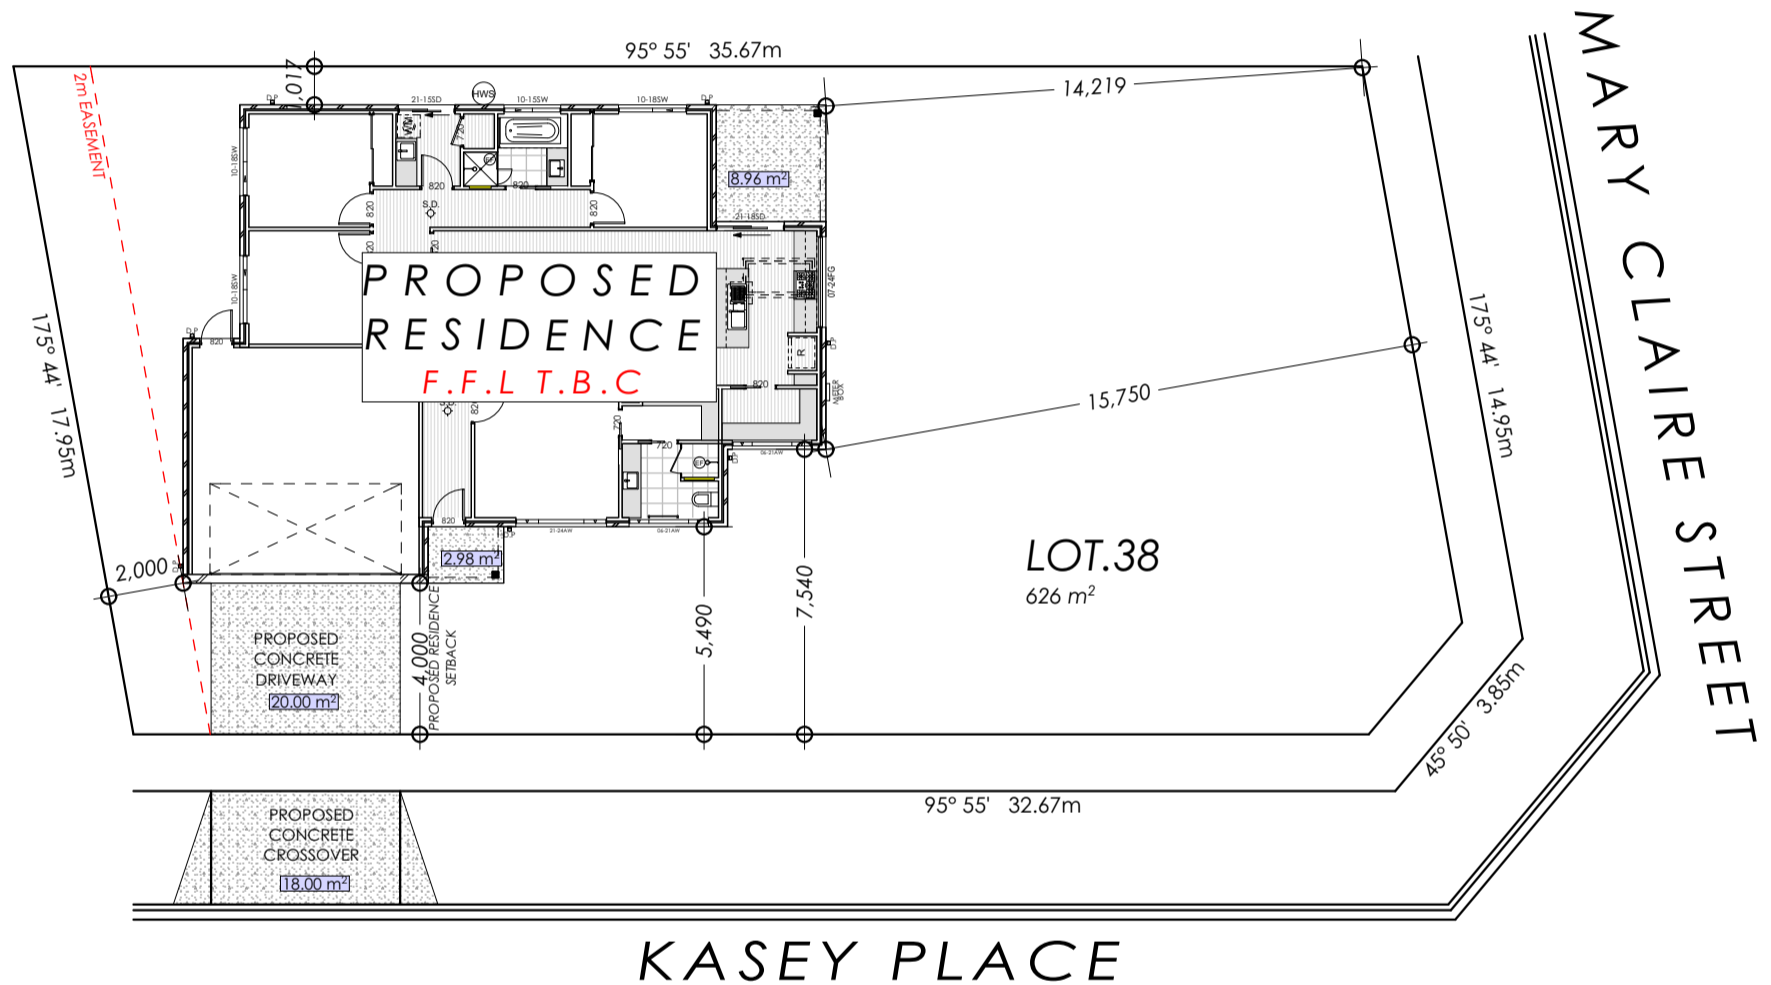 95° 55'   35.67m
MARY CLAIRE STREET
2m EASEMENT
14,219
HWS
D.P
21-15SD
10-15SW
10-18SW
D.P
W/M
720
10-18SW
8.96 m²
820
820
S.D.
820
820
21-18SD
820
820
10-18SW
07-24FG
PROPOSED
RESIDENCE
F.F.L T.B.C
175° 44'   17.95m
175° 44'   14.95m
D.P
820
R
D.P
METER
BOX
820
15,750
820
720
720
06-21AW
D.P
EF
820
21-24AW
06-21AW
D.P
2.98 m²
2,000
D.P
LOT.38
626 m²
7,540
5,490
4,000
PROPOSED RESIDENCE
SETBACK
PROPOSED
CONCRETE
DRIVEWAY
20.00 m²
45° 50'   3.85m
95° 55'   32.67m
PROPOSED
CONCRETE
CROSSOVER
18.00 m²
KASEY PLACE